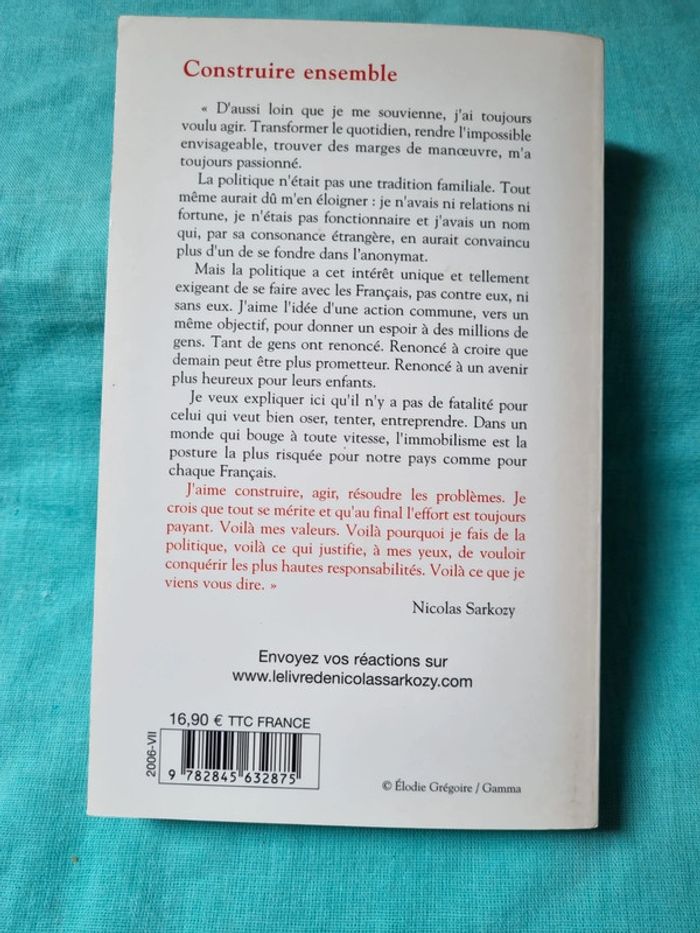 Construire ensemble
« D'aussi loin que je me souvienne, j'ai toujours
voulu agir. Transformer le quotidien, rendre l'impossible
envisageable, trouver des marges de manœuvre, m'a
toujours passionné.
La politique n'était pas une tradition familiale. Tout
même aurait dû m'en éloigner : je n'avais ni relations ni
fortune, je n'étais pas fonctionnaire et j'avais un nom
qui, par sa consonance étrangère, en aurait convaincu
plus d'un de se fondre dans l'anonymat.
Mais la politique a cet intérêt unique et tellement
exigeant de se faire avec les Français, pas contre eux, ni
sans eux. J'aime l'idée d'une action commune, vers un
même objectif, pour donner un espoir à des millions de
gens. Tant de gens ont renoncé. Renoncé à croire que
demain peut être plus prometteur. Renoncé à un avenir
plus heureux pour leurs enfants.
Je veux expliquer ici qu'il n'y a pas de fatalité pour
celui qui veut bien oser, tenter, entreprendre. Dans un
monde qui bouge à toute vitesse, l'immobilisme est la
posture la plus risquée pour notre pays comme pour
chaque Français.
J'aime construire, agir, résoudre les problèmes. Je
crois que tout se mérite et qu'au final l'effort est toujours
payant. Voilà mes valeurs. Voilà pourquoi je fais de la
politique, voilà ce qui justifie, à mes yeux, de vouloir
conquérir les plus hautes responsabilités. Voilà ce que je
viens vous dire. »
Nicolas Sarkozy
Envoyez vos réactions sur
www.lelivredenicolassarkozy.com
16,90 € TTC FRANCE
2006-VII
9 782845 632875
© Élodie Grégoire / Gamma